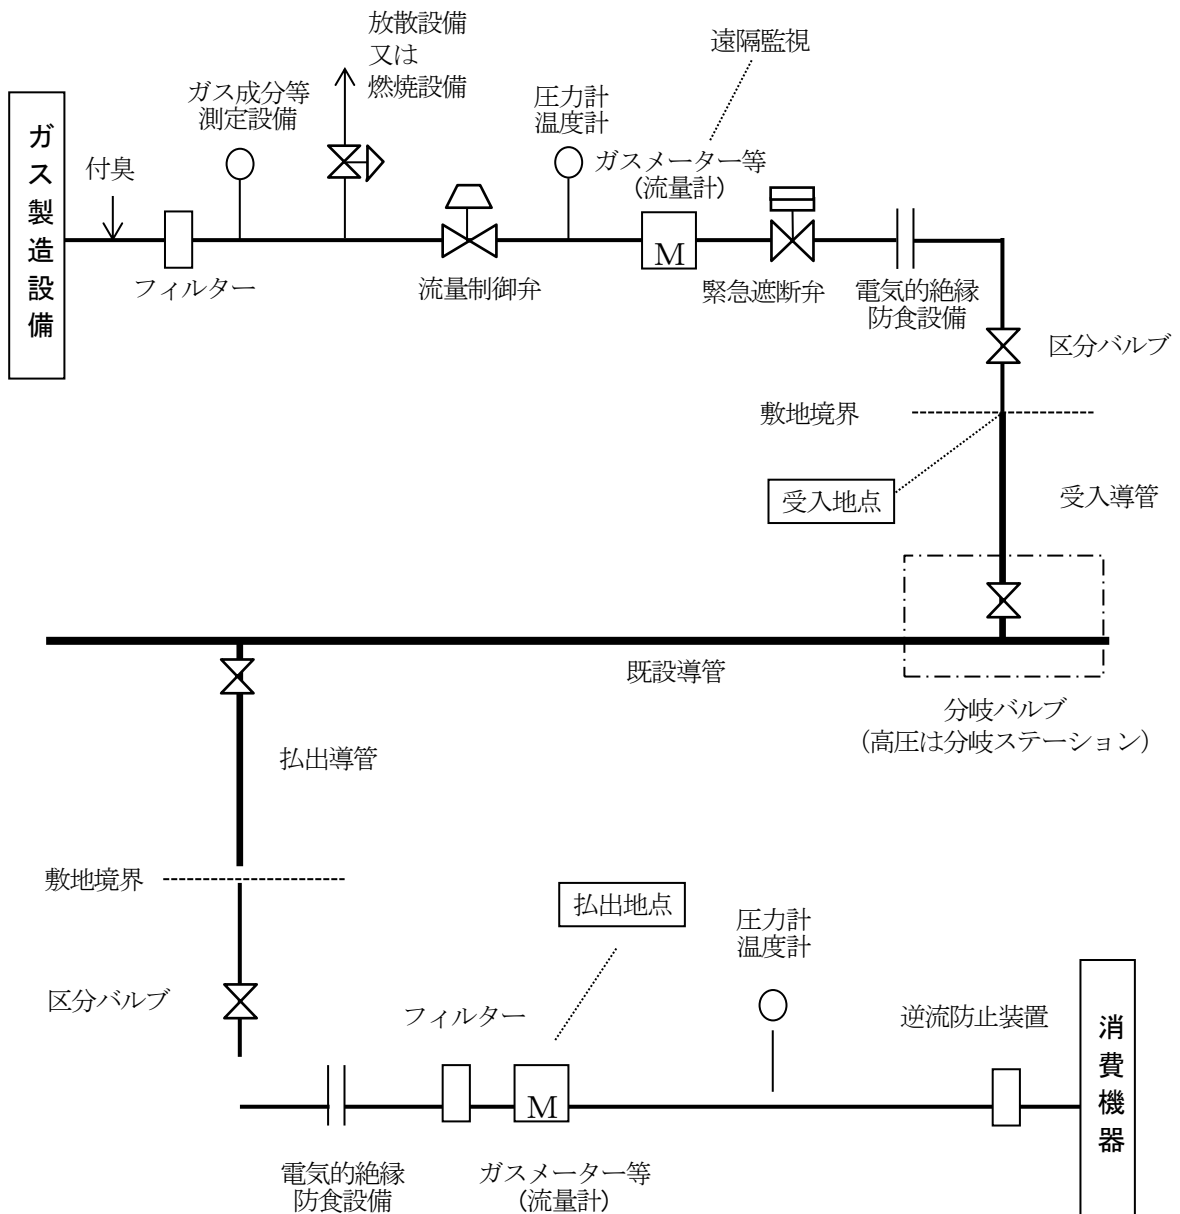 放散設備
又は
燃焼設備
遠隔監視
ガス成分等
測定設備
圧力計
温度計
ガス製造設備
付臭
ガスメーター等
(流量計)
M
フィルター
流量制御弁
緊急遮断弁
電気的絶縁
防食設備
区分バルブ
敷地境界
受入地点
受入導管
既設導管
分岐バルブ
(高圧は分岐ステーション)
払出導管
敷地境界
払出地点
圧力計
温度計
区分バルブ
フィルター
逆流防止装置
消費機器
M
電気的絶縁
防食設備
ガスメーター等
(流量計)